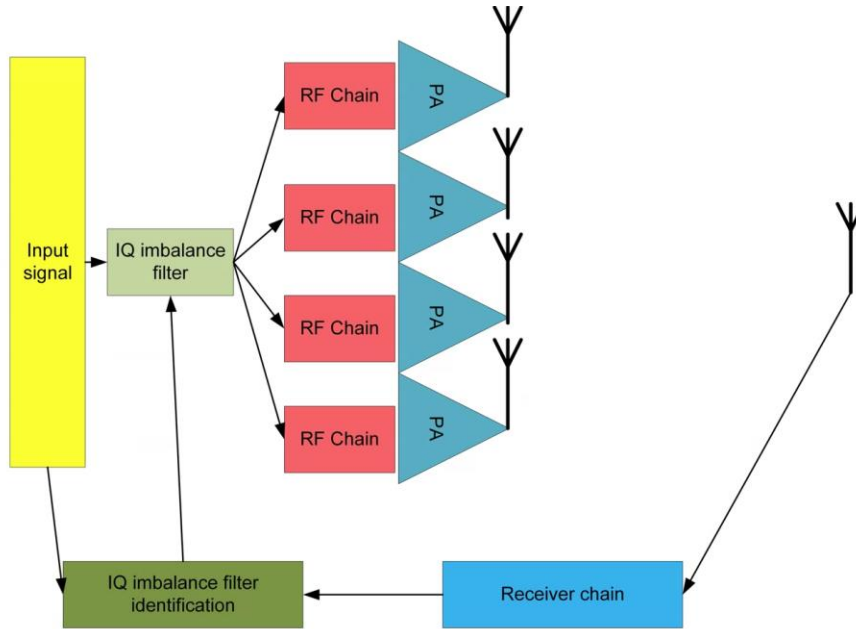 RF Chain
PA
RF Chain
PA
Input
signal
IQ imbalance
filter
RF Chain
PA
RF Chain
PA
IQ imbalance filter
identification
Receiver chain